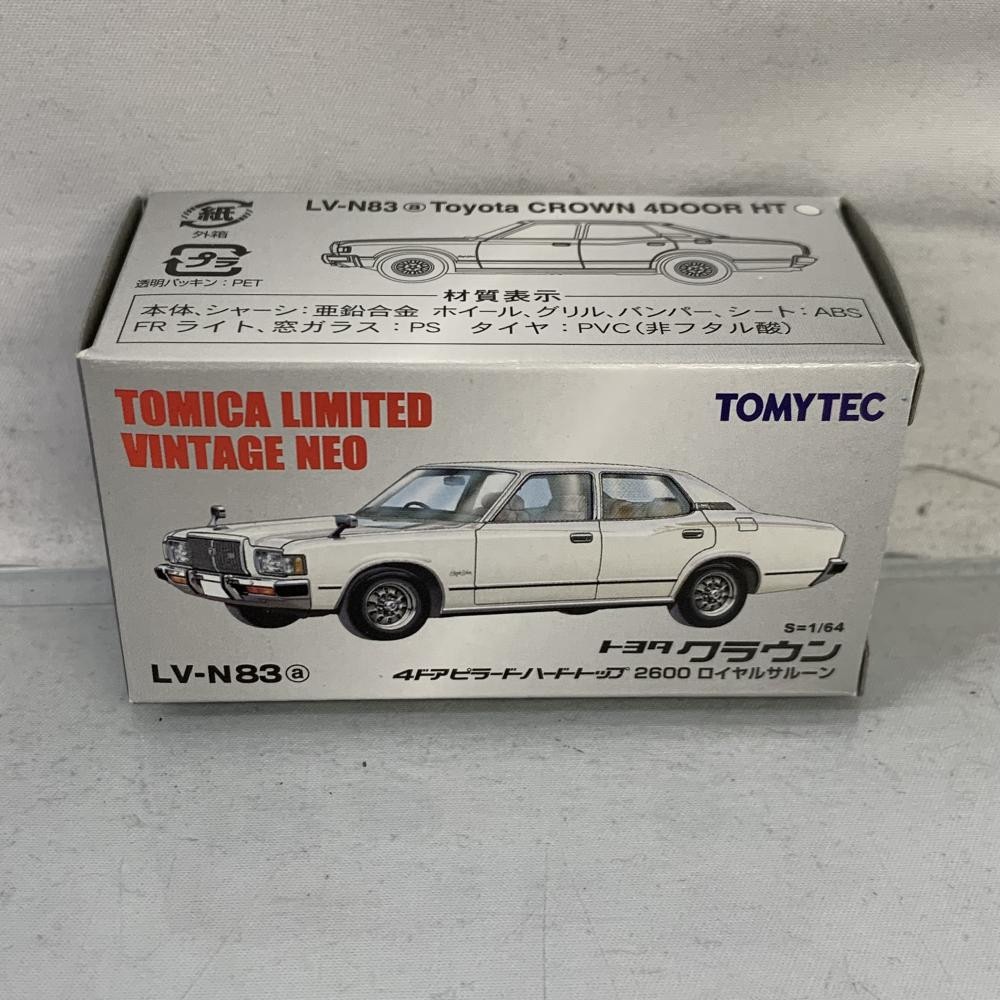 紙
外箱
LV-N83 ⓐ Toyota CROWN 4DOOR HT
プラ
透明パッキン：PET
材質表示
本体、シャーシ：亜鉛合金 ホイール、グリル、バンパー、シート：ABS
FR ライト、窓ガラス：PS タイヤ：PVC（非フタル酸）
TOMICA LIMITED
VINTAGE NEO
TOMYTEC
S=1/64
トヨタ クラウン
LV-N83 ⓐ
4ドアピラードハードトップ 2600 ロイヤルサルーン